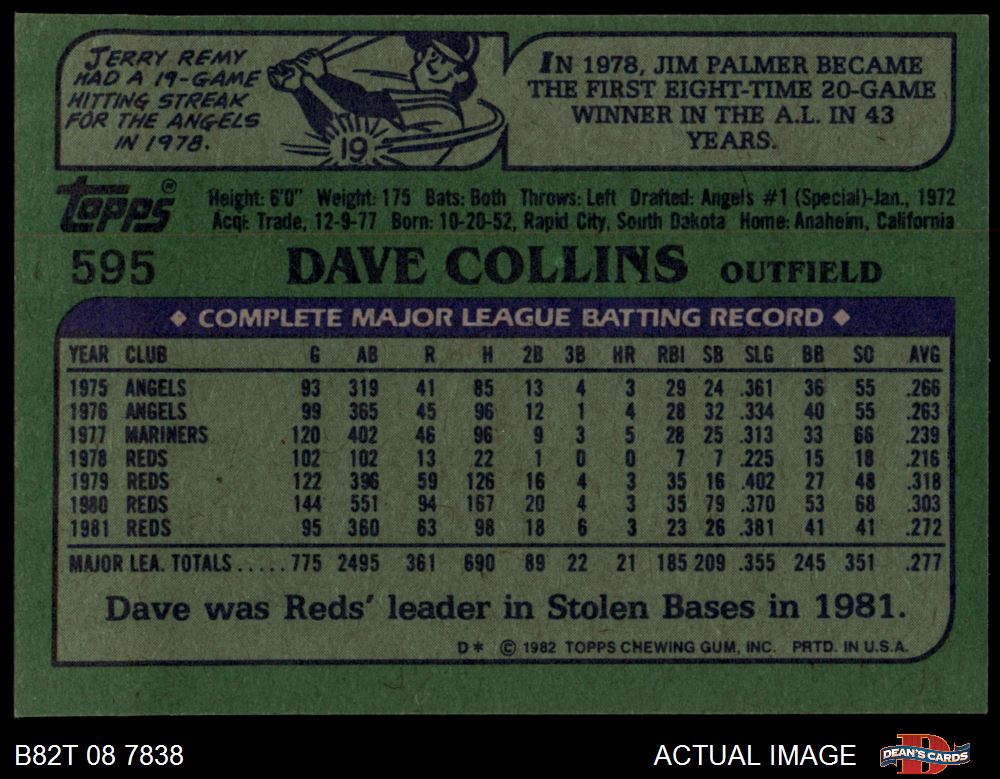 JERRY REMY
HAD A 19-GAME
HITTING STREAK
FOR THE ANGELS
IN 1978.
19
IN 1978, JIM PALMER BECAME
THE FIRST EIGHT-TIME 20-GAME
WINNER IN THE A.L. IN 43
YEARS.
Topps®
Height: 6'0" Weight: 175 Bats: Both Throws: Left Drafted: Angels #1 (Special)-Jan., 1972
Acq: Trade, 12-9-77 Born: 10-20-52, Rapid City, South Dakota Home: Anaheim, California
595 DAVE COLLINS OUTFIELD
◆ COMPLETE MAJOR LEAGUE BATTING RECORD ◆
YEAR CLUB G AB R H 2B 3B HR RBI SB SLG BB SO AVG
1975 ANGELS 93 319 41 85 13 4 3 29 24 .361 36 55 .266
1976 ANGELS 99 365 45 96 12 1 4 28 32 .334 40 55 .263
1977 MARINERS 120 402 46 96 9 3 5 28 25 .313 33 66 .239
1978 REDS 102 102 13 22 1 0 0 7 7 .225 15 18 .216
1979 REDS 122 396 59 126 16 4 3 35 16 .402 27 48 .318
1980 REDS 144 551 94 167 20 4 3 35 79 .370 53 68 .303
1981 REDS 95 360 63 98 18 6 3 23 26 .381 41 41 .272
MAJOR LEA. TOTALS.....775 2495 361 690 89 22 21 185 209 .355 245 351 .277
Dave was Reds' leader in Stolen Bases in 1981.
D* © 1982 TOPPS CHEWING GUM, INC. PRTD. IN U.S.A.
B82T 08 7838 ACTUAL IMAGE DEAN'S CARDS